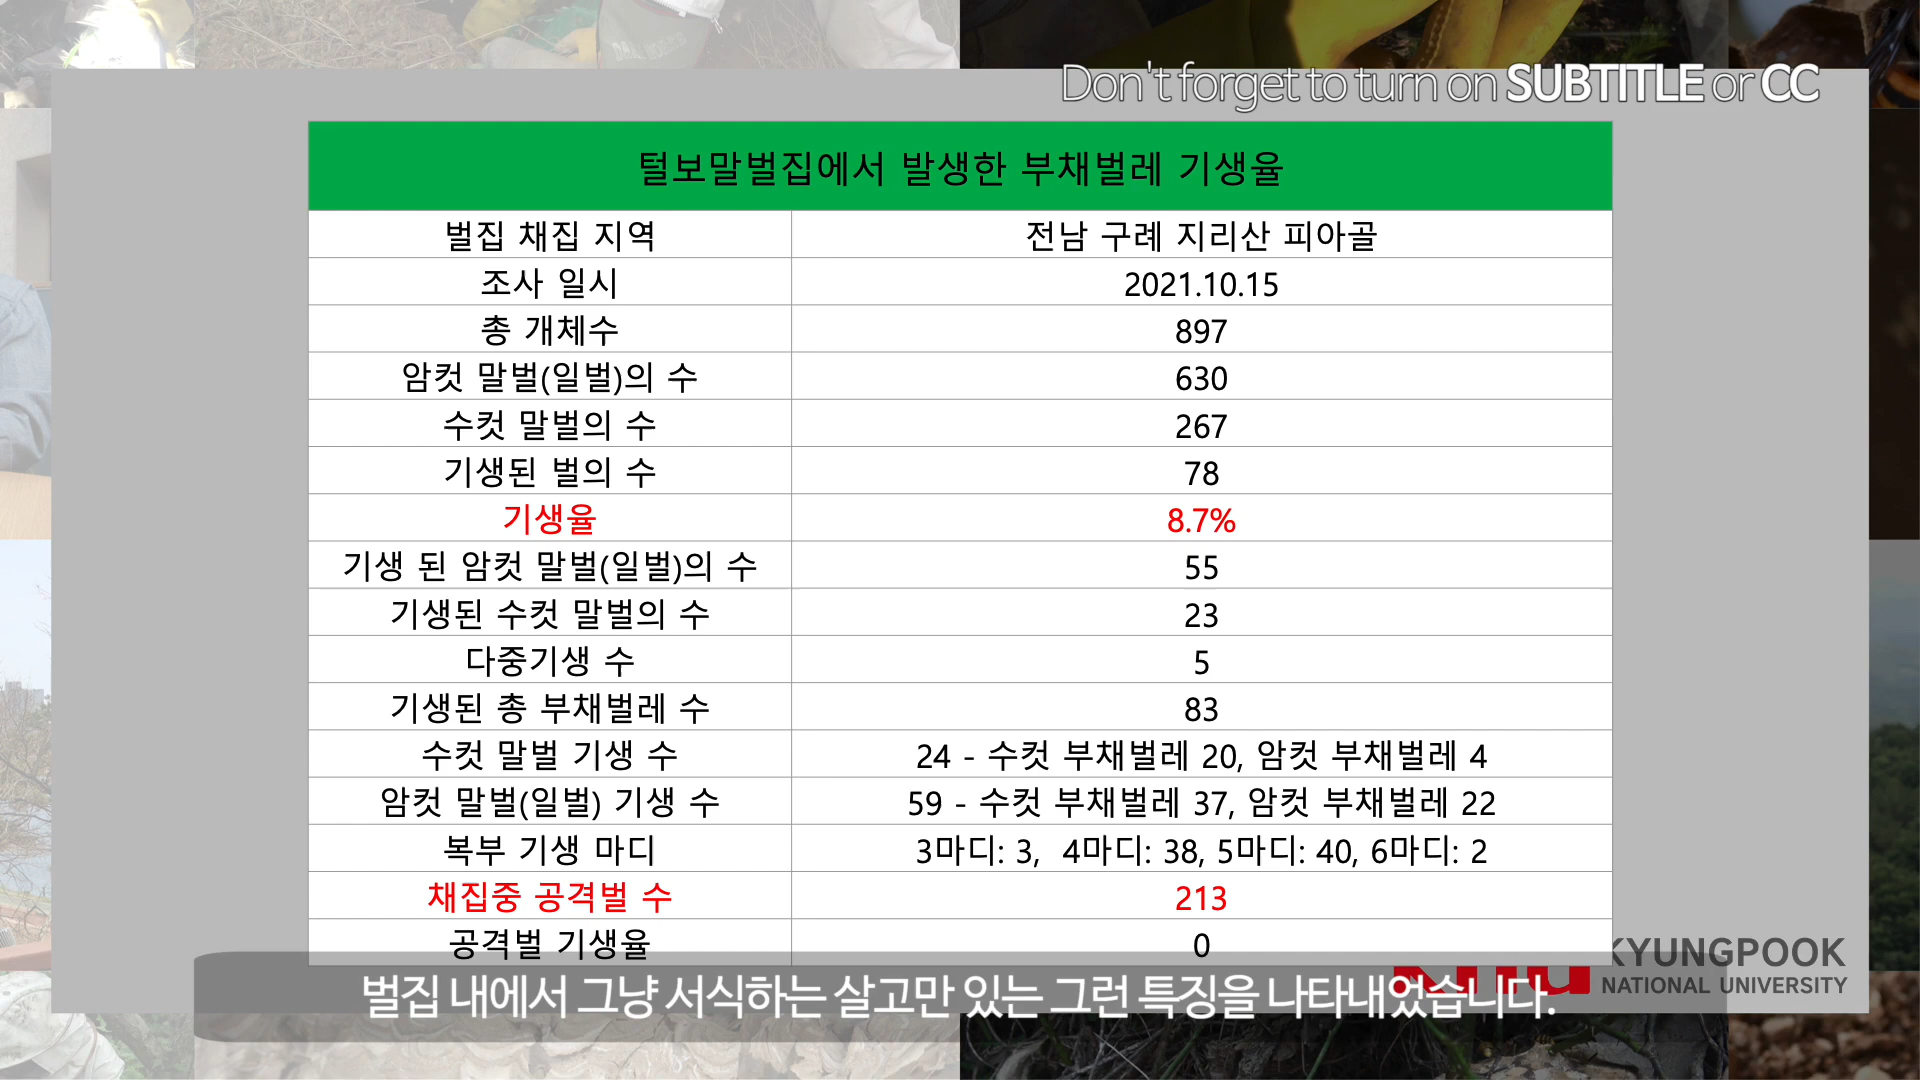 Don't forget to turn on SUBTITLE or CC
털보말벌집에서 발생한 부채벌레 기생율
벌집 채집 지역 전남 구례 지리산 피아골
조사 일시 2021.10.15
총 개체수 897
암컷 말벌(일벌)의 수 630
수컷 말벌의 수 267
기생된 벌의 수 78
기생율 8.7%
기생 된 암컷 말벌(일벌)의 수 55
기생된 수컷 말벌의 수 23
다중기생 수 5
기생된 총 부채벌레 수 83
수컷 말벌 기생 수 24 - 수컷 부채벌레 20, 암컷 부채벌레 4
암컷 말벌(일벌) 기생 수 59 - 수컷 부채벌레 37, 암컷 부채벌레 22
복부 기생 마디 3마디: 3, 4마디: 38, 5마디: 40, 6마디: 2
채집중 공격벌 수 213
공격벌 기생율 0
KYUNGPOOK
NATIONAL UNIVERSITY
벌집 내에서 그냥 서식하는 살고만 있는 그런 특징을 나타내었습니다.